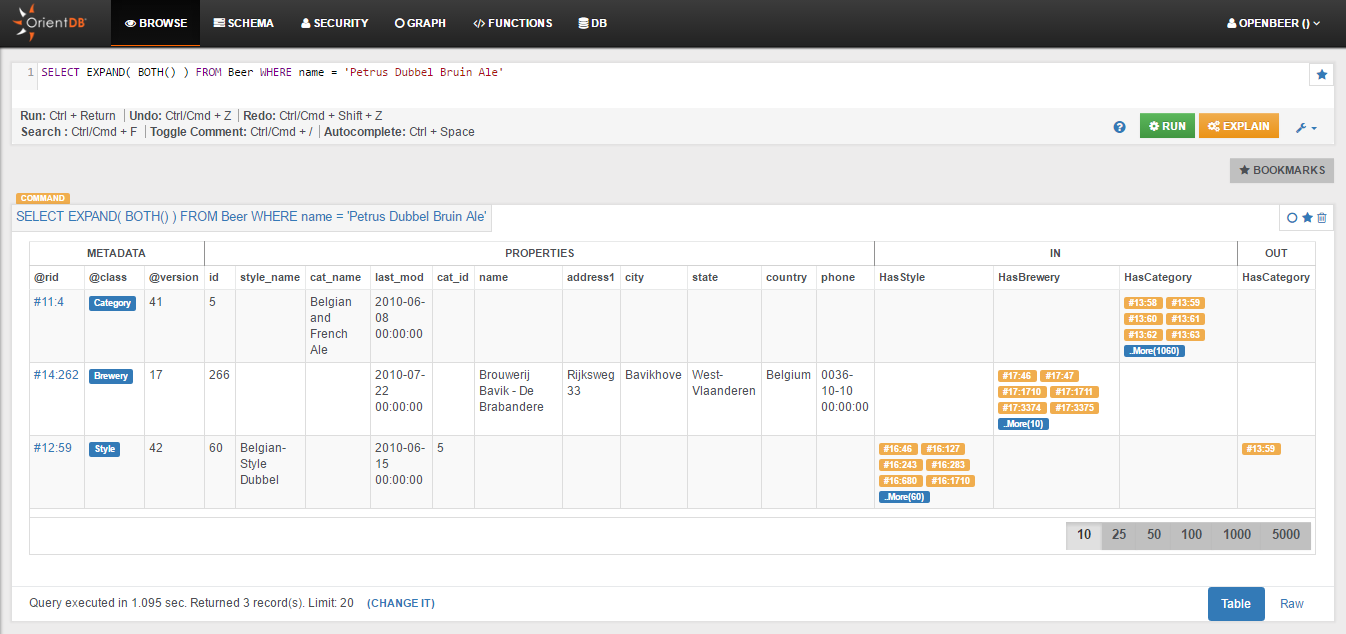 OrientDB
BROWSE SCHEMA SECURITY GRAPH FUNCTIONS DB OPENBEER ()
1 SELECT EXPAND( BOTH() ) FROM Beer WHERE name = 'Petrus Dubbel Bruin Ale'
Run: Ctrl + Return Undo: Ctrl/Cmd + Z Redo: Ctrl/Cmd + Shift + Z
Search : Ctrl/Cmd + F Toggle Comment: Ctrl/Cmd + / Autocomplete: Ctrl + Space
? RUN EXPLAIN
BOOKMARKS
COMMAND
SELECT EXPAND( BOTH() ) FROM Beer WHERE name = 'Petrus Dubbel Bruin Ale'
METADATA PROPERTIES IN OUT
@rid @class @version id style_name cat_name last_mod cat_id name address1 city state country phone HasStyle HasBrewery HasCategory HasCategory
#11:4 Category 41 5 Belgian 2010-06- #13:58 #13:59
and 08 #13:60 #13:61
French 00:00:00 #13:62 #13:63
Ale ..More(1060)
#14:262 Brewery 17 266 2010-07- Brouwerij Rijksweg Bavikhove West- Belgium 0036- #17:46 #17:47
22 Bavik - De 33 Vlaanderen 10-10 #17:1710 #17:1711
00:00:00 Brabandere 00:00:00 #17:3374 #17:3375
..More(10)
#12:59 Style 42 60 Belgian- 2010-06- 5 #16:46 #16:127 #13:59
Style 15 #16:243 #16:283
Dubbel 00:00:00 #16:680 #16:1710
..More(60)
10 25 50 100 1000 5000
Query executed in 1.095 sec. Returned 3 record(s). Limit: 20 (CHANGE IT) Table Raw